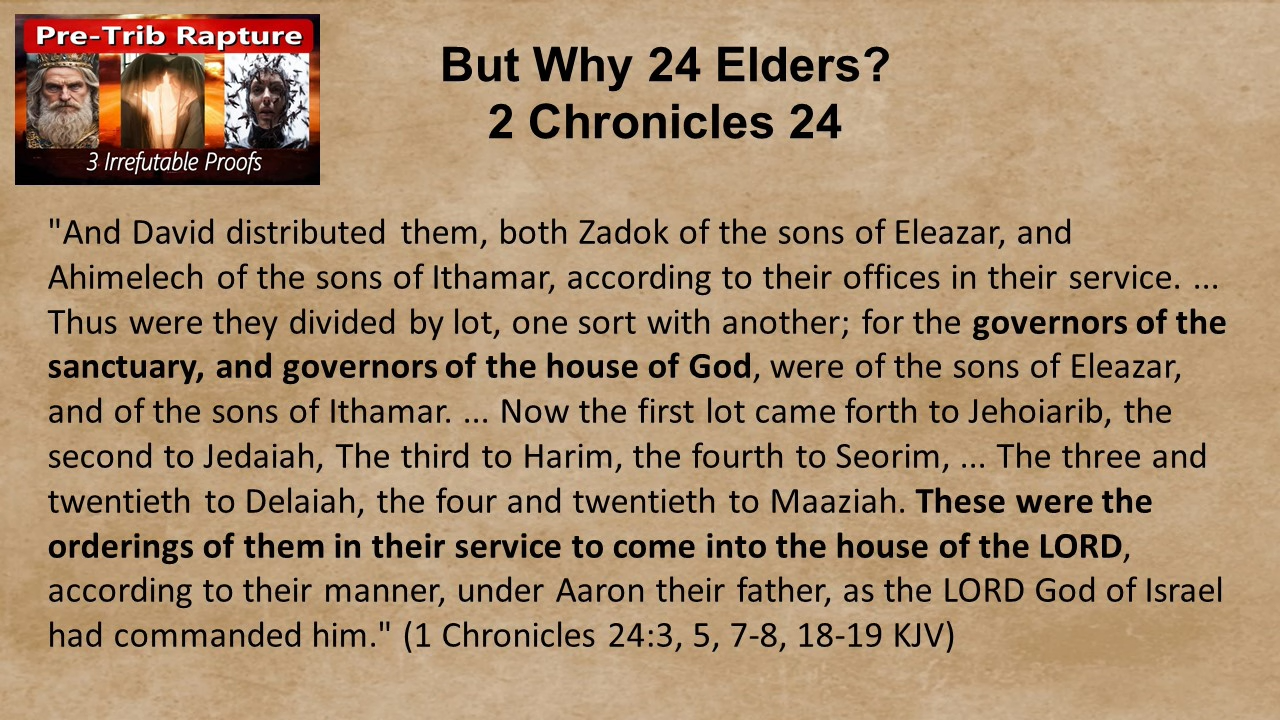 Pre-Trib Rapture
3 Irrefutable Proofs
But Why 24 Elders?
2 Chronicles 24
"And David distributed them, both Zadok of the sons of Eleazar, and
Ahimelech of the sons of Ithamar, according to their offices in their service. ...
Thus were they divided by lot, one sort with another; for the governors of the
sanctuary, and governors of the house of God, were of the sons of Eleazar,
and of the sons of Ithamar. ... Now the first lot came forth to Jehoiarib, the
second to Jedaiah, The third to Harim, the fourth to Seorim, ... The three and
twentieth to Delaiah, the four and twentieth to Maaziah. These were the
orderings of them in their service to come into the house of the LORD,
according to their manner, under Aaron their father, as the LORD God of Israel
had commanded him." (1 Chronicles 24:3, 5, 7-8, 18-19 KJV)